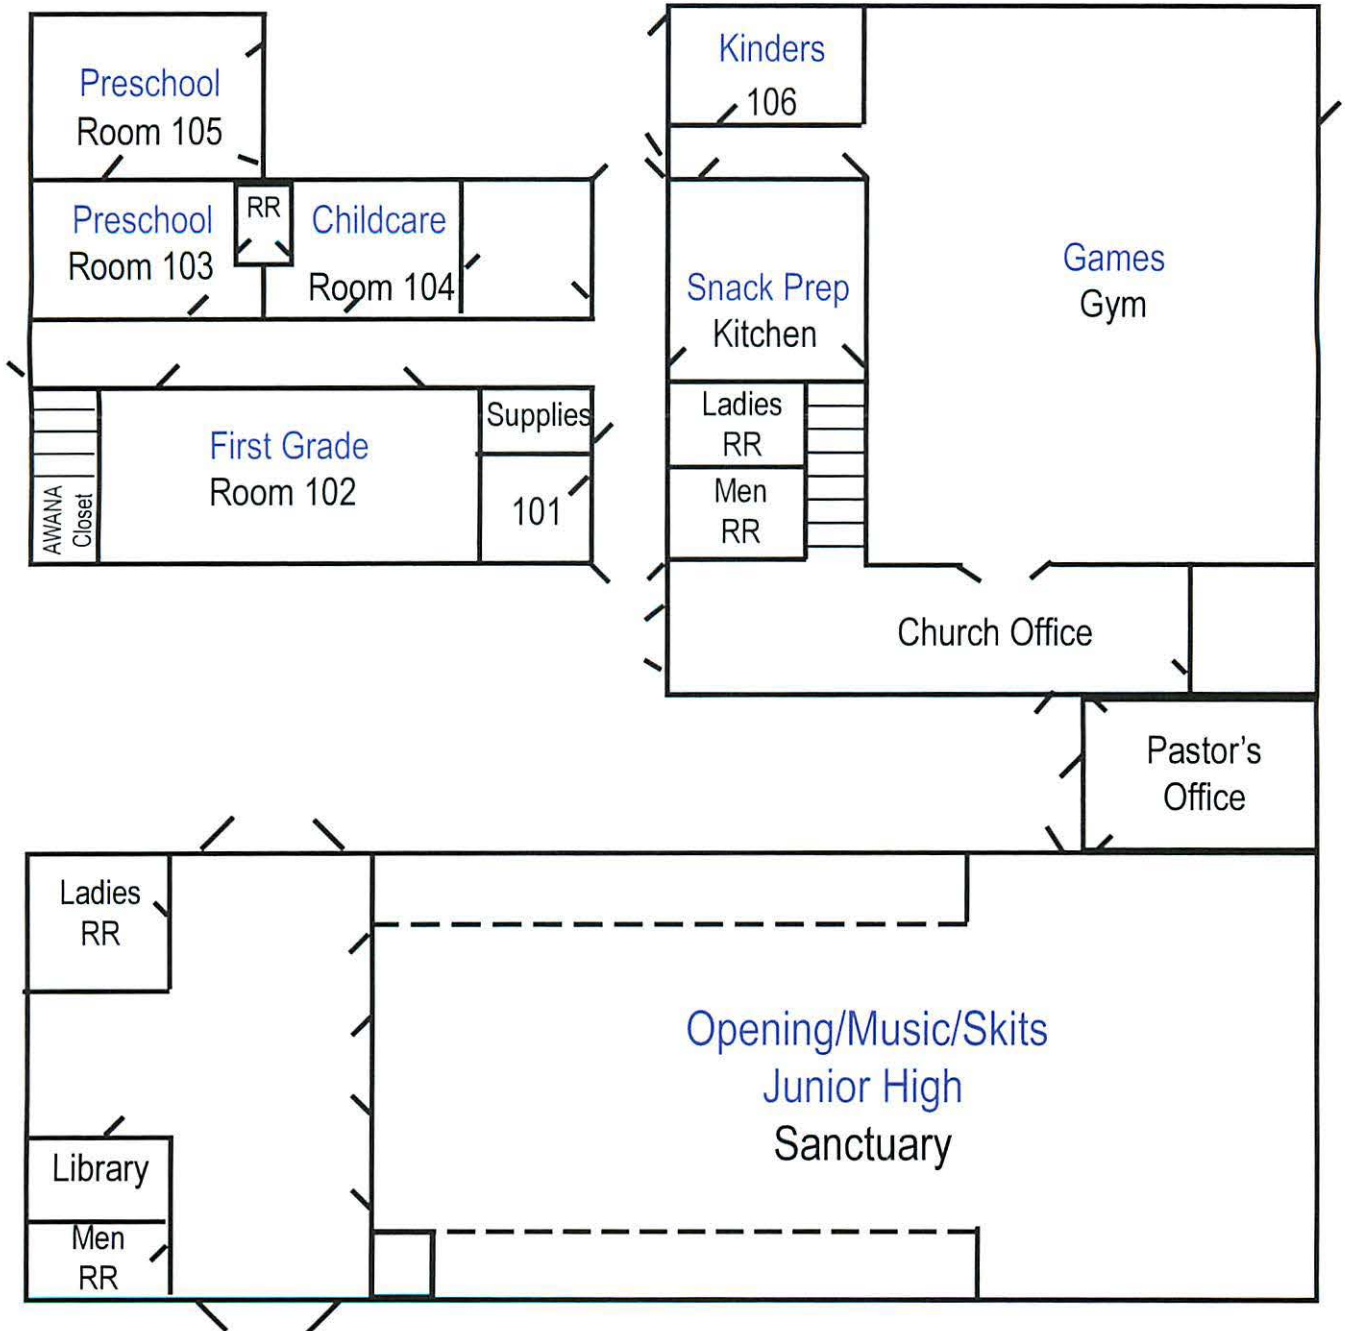 Preschool
Room 105
Preschool
Room 103
RR
Childcare
Room 104
First Grade
Room 102
Supplies
101
AWANA
Closet
Kinders
106
Snack Prep
Kitchen
Ladies
RR
Men
RR
Games
Gym
Church Office
Pastor's
Office
Ladies
RR
Library
Men
RR
Opening/Music/Skits
Junior High
Sanctuary